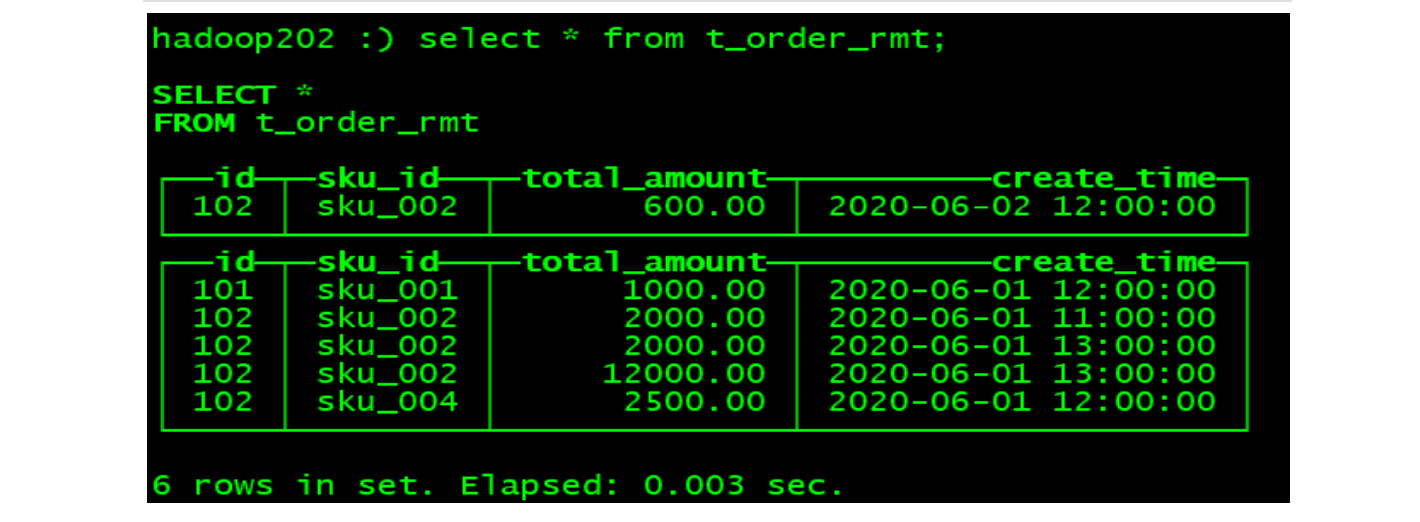 hadoop202 :) select * from t_order_rmt;
SELECT *
FROM t_order_rmt
id sku_id total_amount create_time
102 sku_002 600.00 2020-06-02 12:00:00
id sku_id total_amount create_time
101 sku_001 1000.00 2020-06-01 12:00:00
102 sku_002 2000.00 2020-06-01 11:00:00
102 sku_002 2000.00 2020-06-01 13:00:00
102 sku_002 12000.00 2020-06-01 13:00:00
102 sku_004 2500.00 2020-06-01 12:00:00
6 rows in set. Elapsed: 0.003 sec.